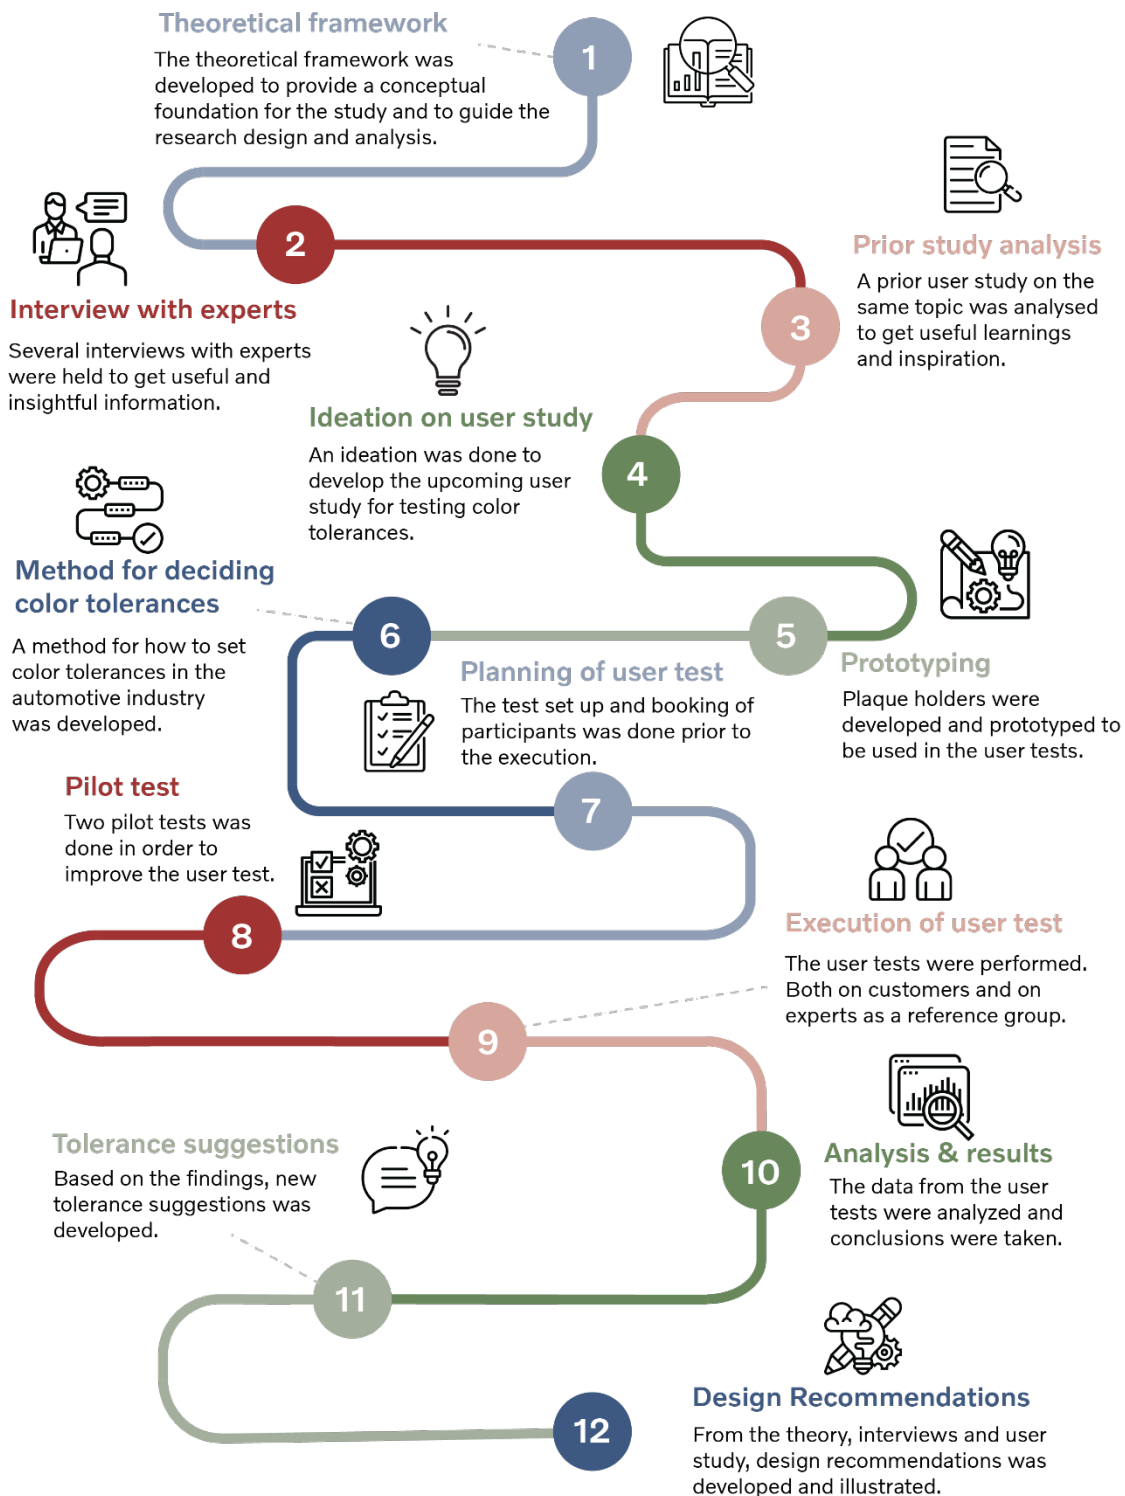 Theoretical framework
The theoretical framework was
developed to provide a conceptual
foundation for the study and to guide the
research design and analysis.
1
2
Interview with experts
Several interviews with experts
were held to get useful and
insightful information.
Prior study analysis
A prior user study on the
same topic was analysed
to get useful learnings
and inspiration.
3
Ideation on user study
An ideation was done to
develop the upcoming user
study for testing color
tolerances.
4
5
Prototyping
Plaque holders were
developed and prototyped to
be used in the user tests.
Method for deciding
color tolerances
A method for how to set
color tolerances in the
automotive industry
was developed.
6
Planning of user test
The test set up and booking of
participants was done prior to
the execution.
7
Pilot test
Two pilot tests was
done in order to
improve the user test.
8
Execution of user test
The user tests were performed.
Both on customers and on
experts as a reference group.
9
10
Analysis & results
The data from the user
tests were analyzed and
conclusions were taken.
Tolerance suggestions
Based on the findings, new
tolerance suggestions was
developed.
11
12
Design Recommendations
From the theory, interviews and user
study, design recommendations was
developed and illustrated.